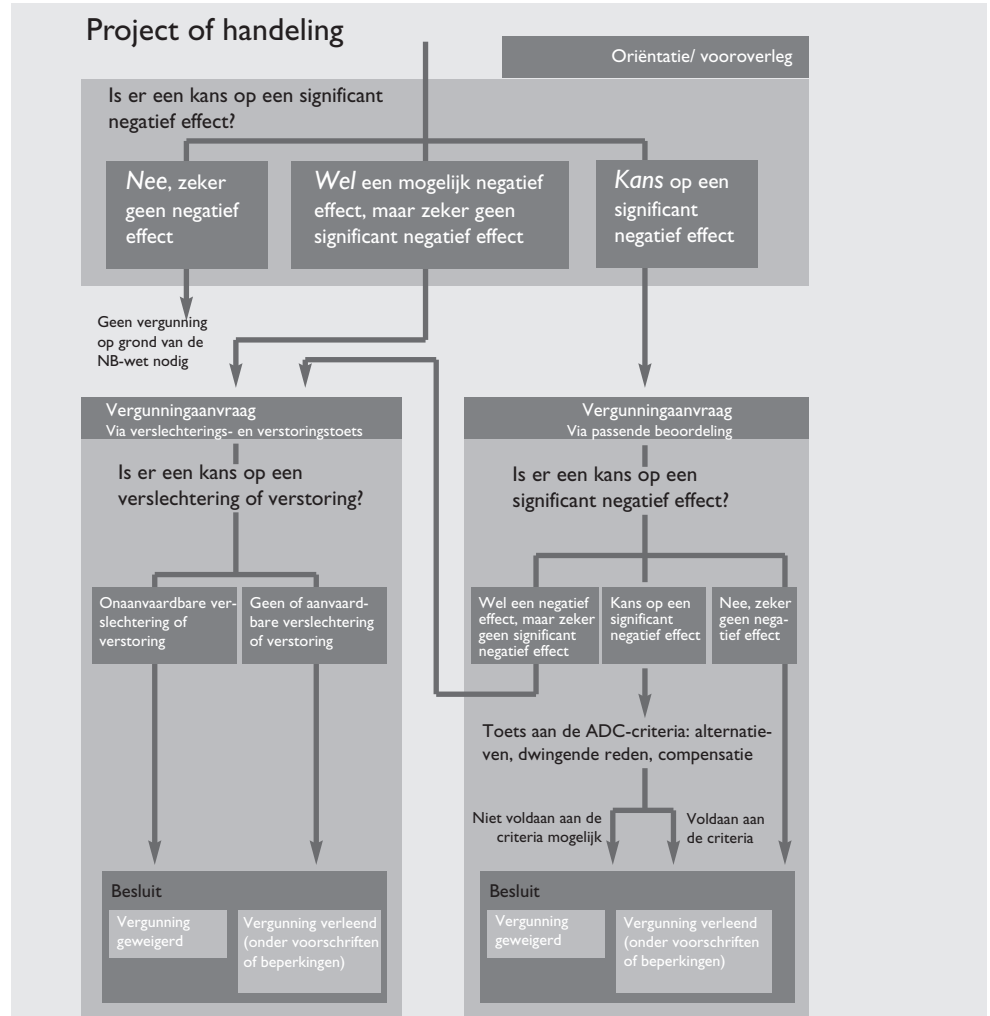 Project of handeling
Oriëntatie/ vooroverleg
Is er een kans op een significant
negatief effect?
Nee, zeker
geen negatief
effect
Wel een mogelijk negatief
effect, maar zeker geen
significant negatief effect
Kans op een
significant
negatief effect
Geen vergunning
op grond van de
NB-wet nodig
Vergunningaanvraag
Via verslechterings- en verstoringstoets
Is er een kans op een
verslechtering of verstoring?
Onaanvaardbare ver-
slechtering of
verstoring
Geen of aanvaard-
bare verslechtering
of verstoring
Besluit
Vergunning
geweigerd
Vergunning verleend
(onder voorschriften
of beperkingen)
Vergunningaanvraag
Via passende beoordeling
Is er een kans op een
significant negatief effect?
Wel een negatief
effect, maar zeker
geen significant
negatief effect
Kans op een
significant
negatief effect
Nee, zeker
geen nega-
tief effect
Toets aan de ADC-criteria: alternatie-
ven, dwingende reden, compensatie
Niet voldaan aan de
criteria mogelijk
Voldaan aan
de criteria
Besluit
Vergunning
geweigerd
Vergunning verleend
(onder voorschriften
of beperkingen)